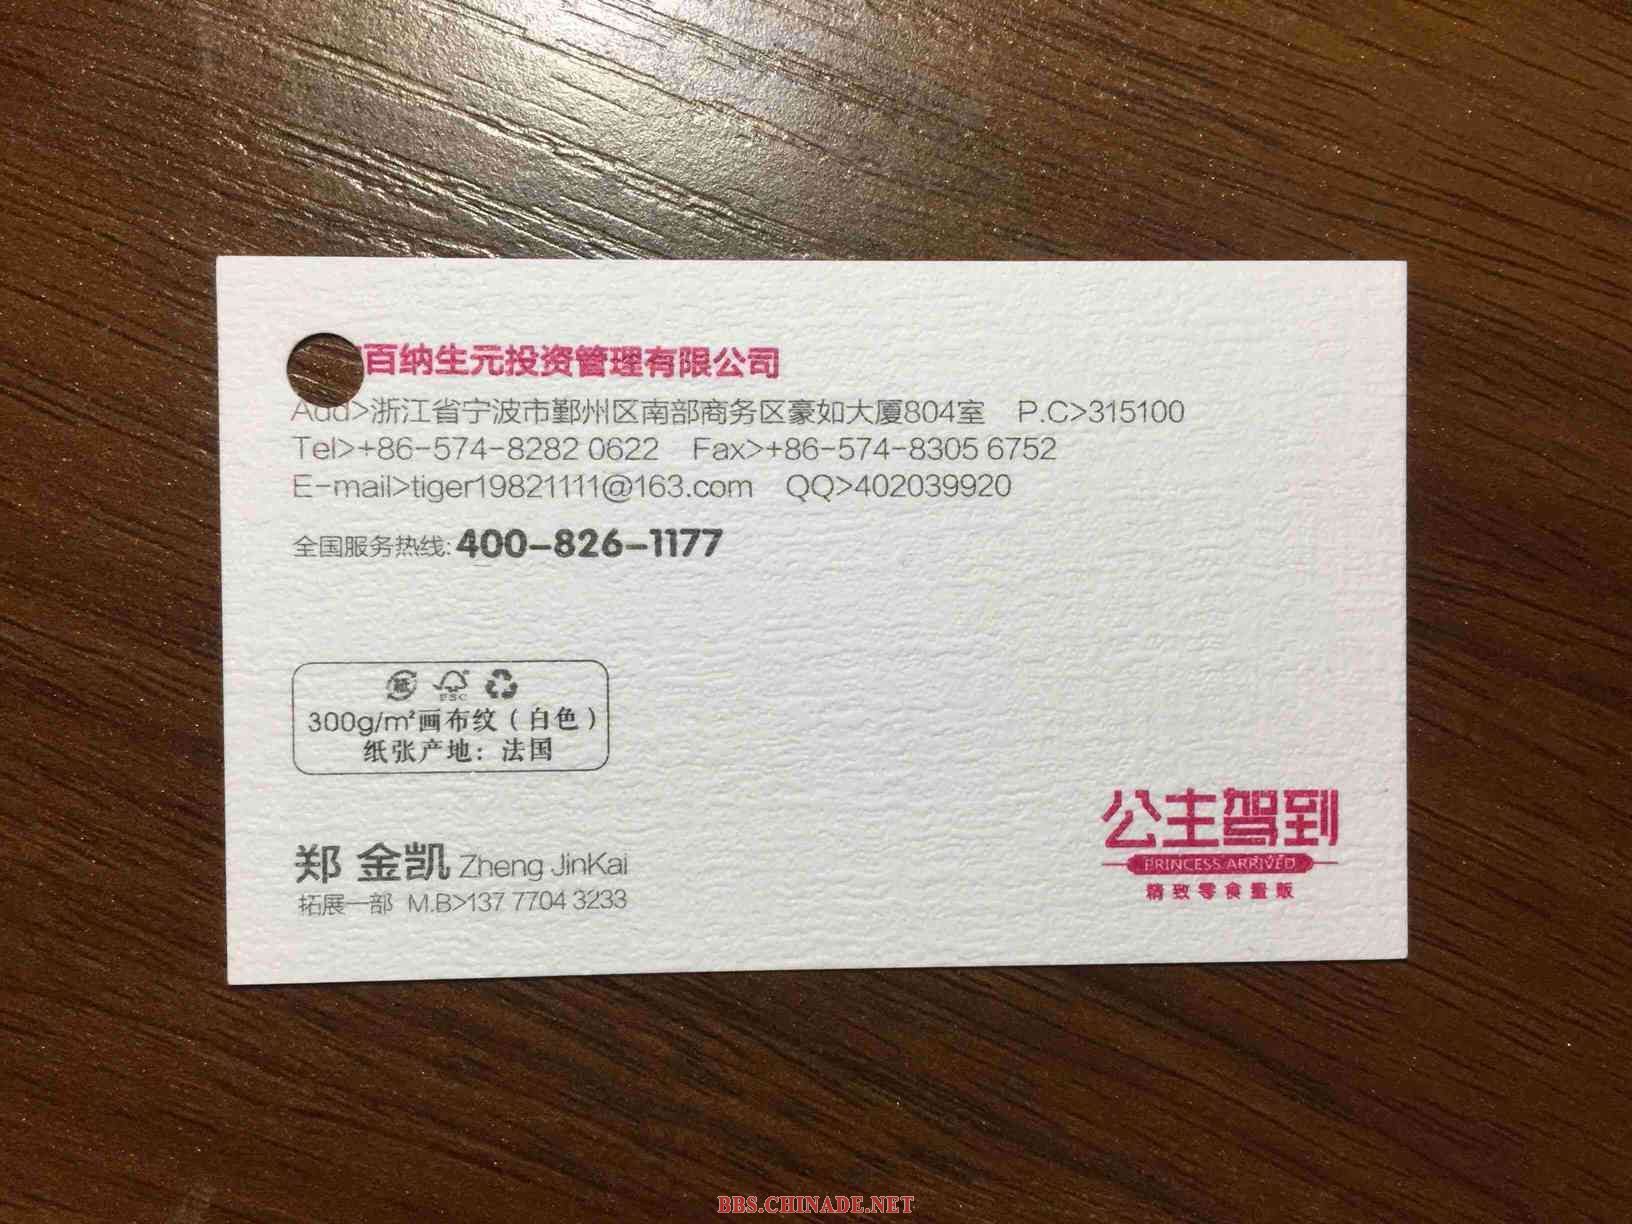 百纳生元投资管理有限公司
Add>浙江省宁波市鄞州区南部商务区豪如大厦804室 P.C>315100
Tel>+86-574-8282 0622 Fax>+86-574-8305 6752
E-mail>tiger19821111@163.com QQ>402039920
全国服务热线:400-826-1177
紙 FSC
300g/m²画布纹（白色）
纸张产地：法国
郑 金凯 Zheng JinKai
拓展一部 M.B>137 7704 3233
公主驾到
PRINCESS ARRIVED
精致零食量贩
BBS.CHINADE.NET